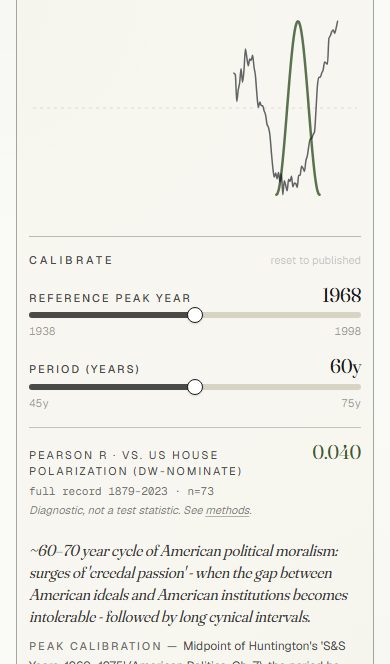 CALIBRATE reset to published
REFERENCE PEAK YEAR 1968
1938 1998
PERIOD (YEARS) 60y
45y 75y
PEARSON R · VS. US HOUSE 0.040
POLARIZATION (DW-NOMINATE)
full record 1879-2023 · n=73
Diagnostic, not a test statistic. See methods.
~60–70 year cycle of American political moralism:
surges of 'creedal passion' - when the gap between
American ideals and American institutions becomes
intolerable - followed by long cynical intervals.
PEAK CALIBRATION — Midpoint of Huntington's 'S&S